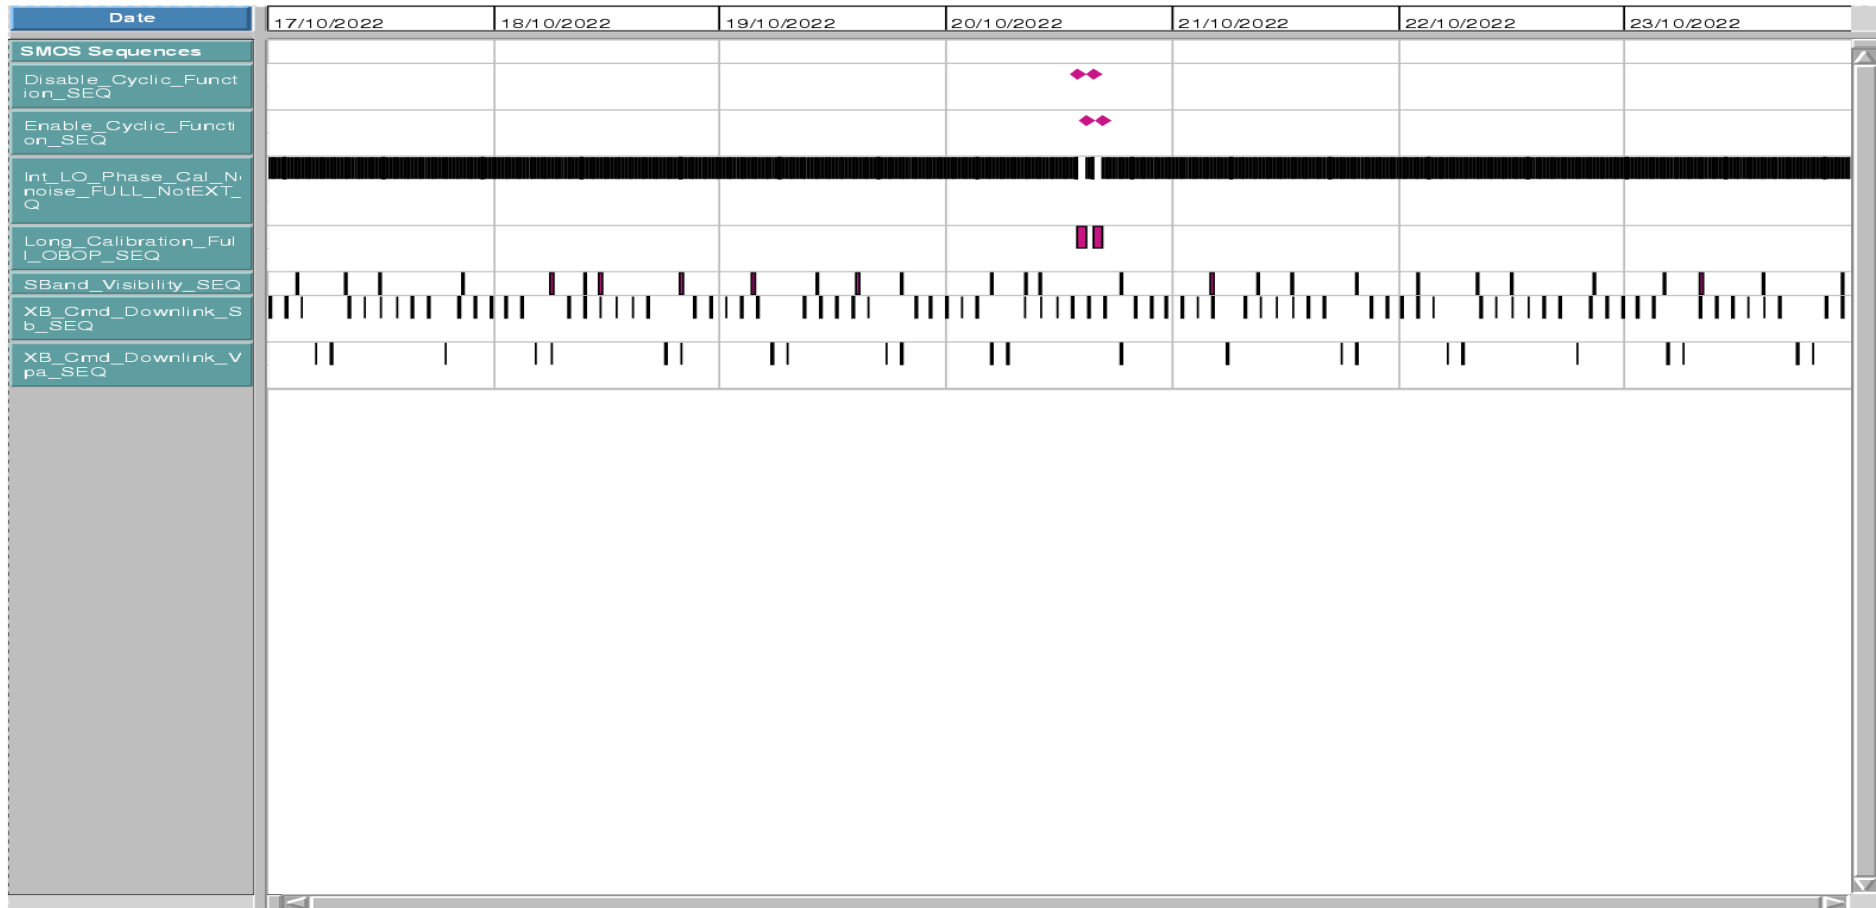 Date
17/10/2022
18/10/2022
19/10/2022
20/10/2022
21/10/2022
22/10/2022
23/10/2022
SMOS Sequences
Disable_Cyclic_Funct
ion_SEQ
Enable_Cyclic_Functi
on_SEQ
Int_LO_Phase_Cal_N
noise_FULL_NotEXT_
Q
Long_Calibration_Ful
l_OBOP_SEQ
SBand_Visibility_SEQ
XB_Cmd_Downlink_S
b_SEQ
XB_Cmd_Downlink_V
pa_SEQ